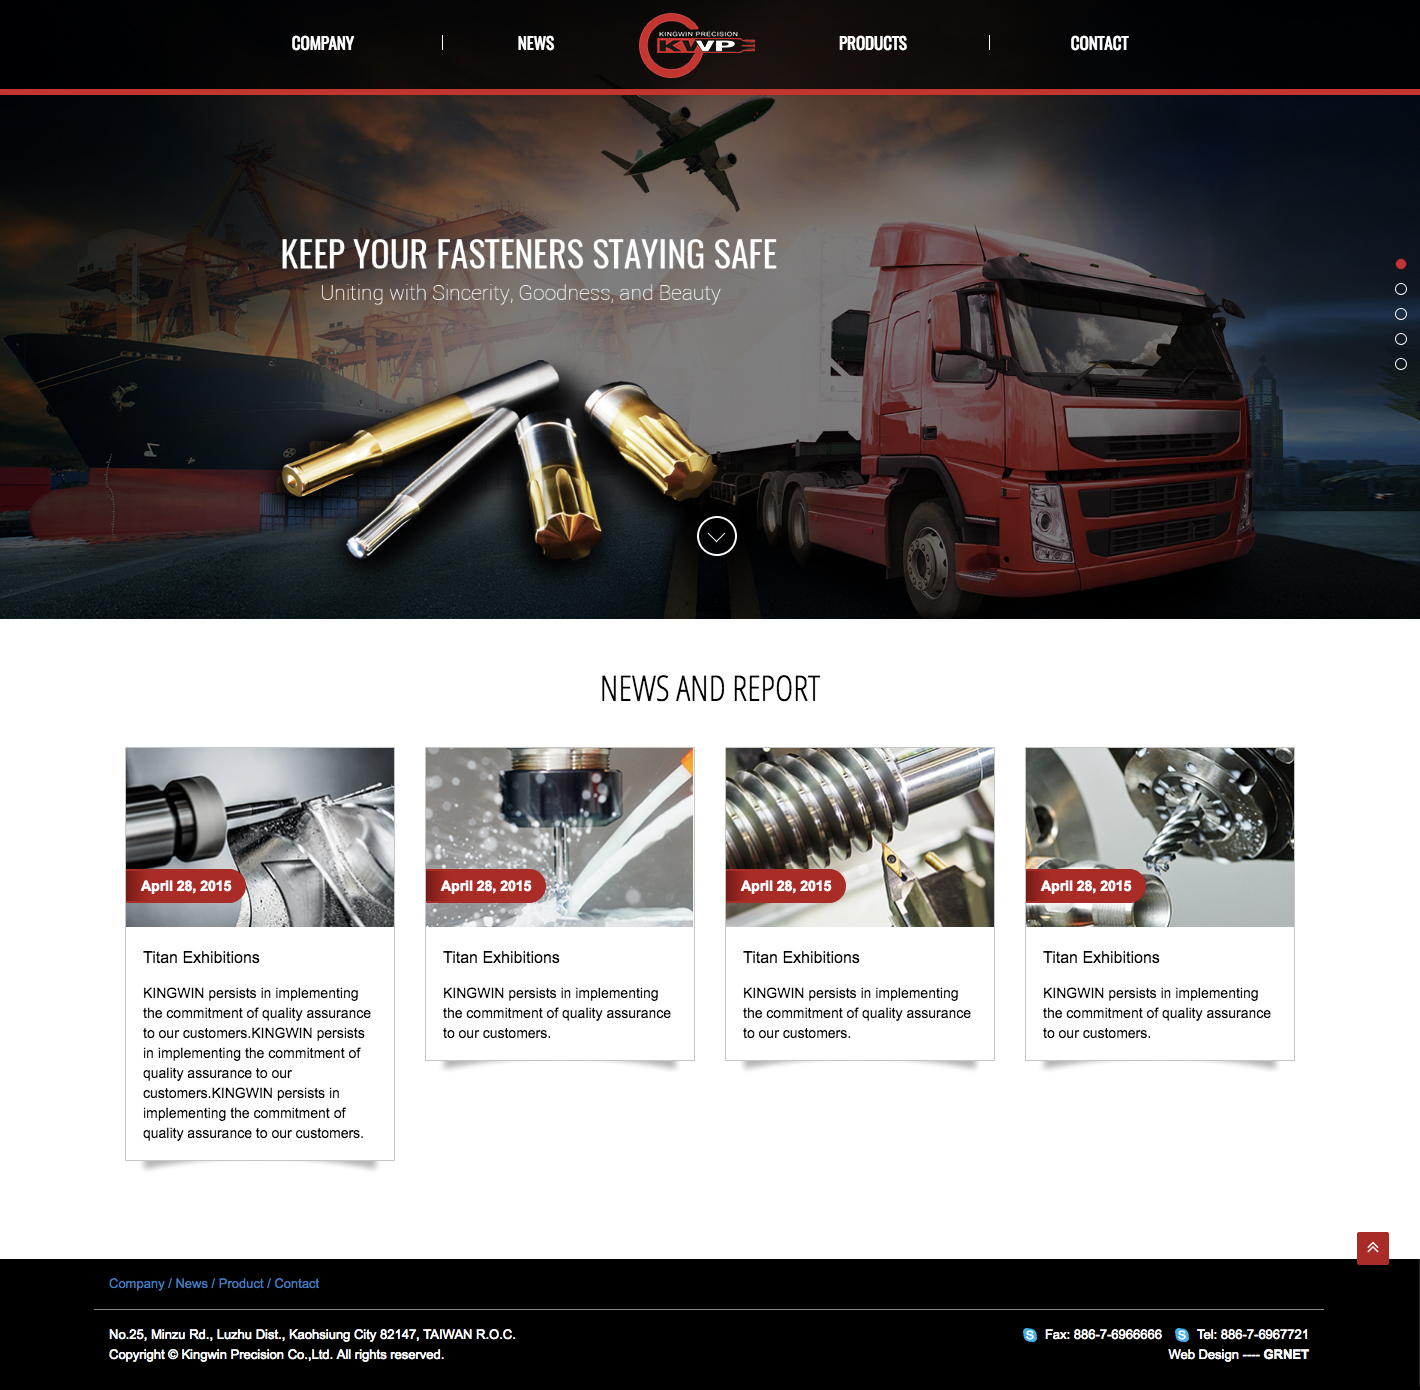 COMPANY
NEWS
KINGWIN PRECISION
KWVP
PRODUCTS
CONTACT
KEEP YOUR FASTENERS STAYING SAFE
Uniting with Sincerity, Goodness, and Beauty
NEWS AND REPORT
April 28, 2015
Titan Exhibitions
KINGWIN persists in implementing
the commitment of quality assurance
to our customers.KINGWIN persists
in implementing the commitment of
quality assurance to our
customers.KINGWIN persists in
implementing the commitment of
quality assurance to our customers.
April 28, 2015
Titan Exhibitions
KINGWIN persists in implementing
the commitment of quality assurance
to our customers.
April 28, 2015
Titan Exhibitions
KINGWIN persists in implementing
the commitment of quality assurance
to our customers.
April 28, 2015
Titan Exhibitions
KINGWIN persists in implementing
the commitment of quality assurance
to our customers.
Company / News / Product / Contact
No.25, Minzu Rd., Luzhu Dist., Kaohsiung City 82147, TAIWAN R.O.C.
Copyright © Kingwin Precision Co.,Ltd. All rights reserved.
Fax: 886-7-6966666 Tel: 886-7-6967721
Web Design ---- GRNET